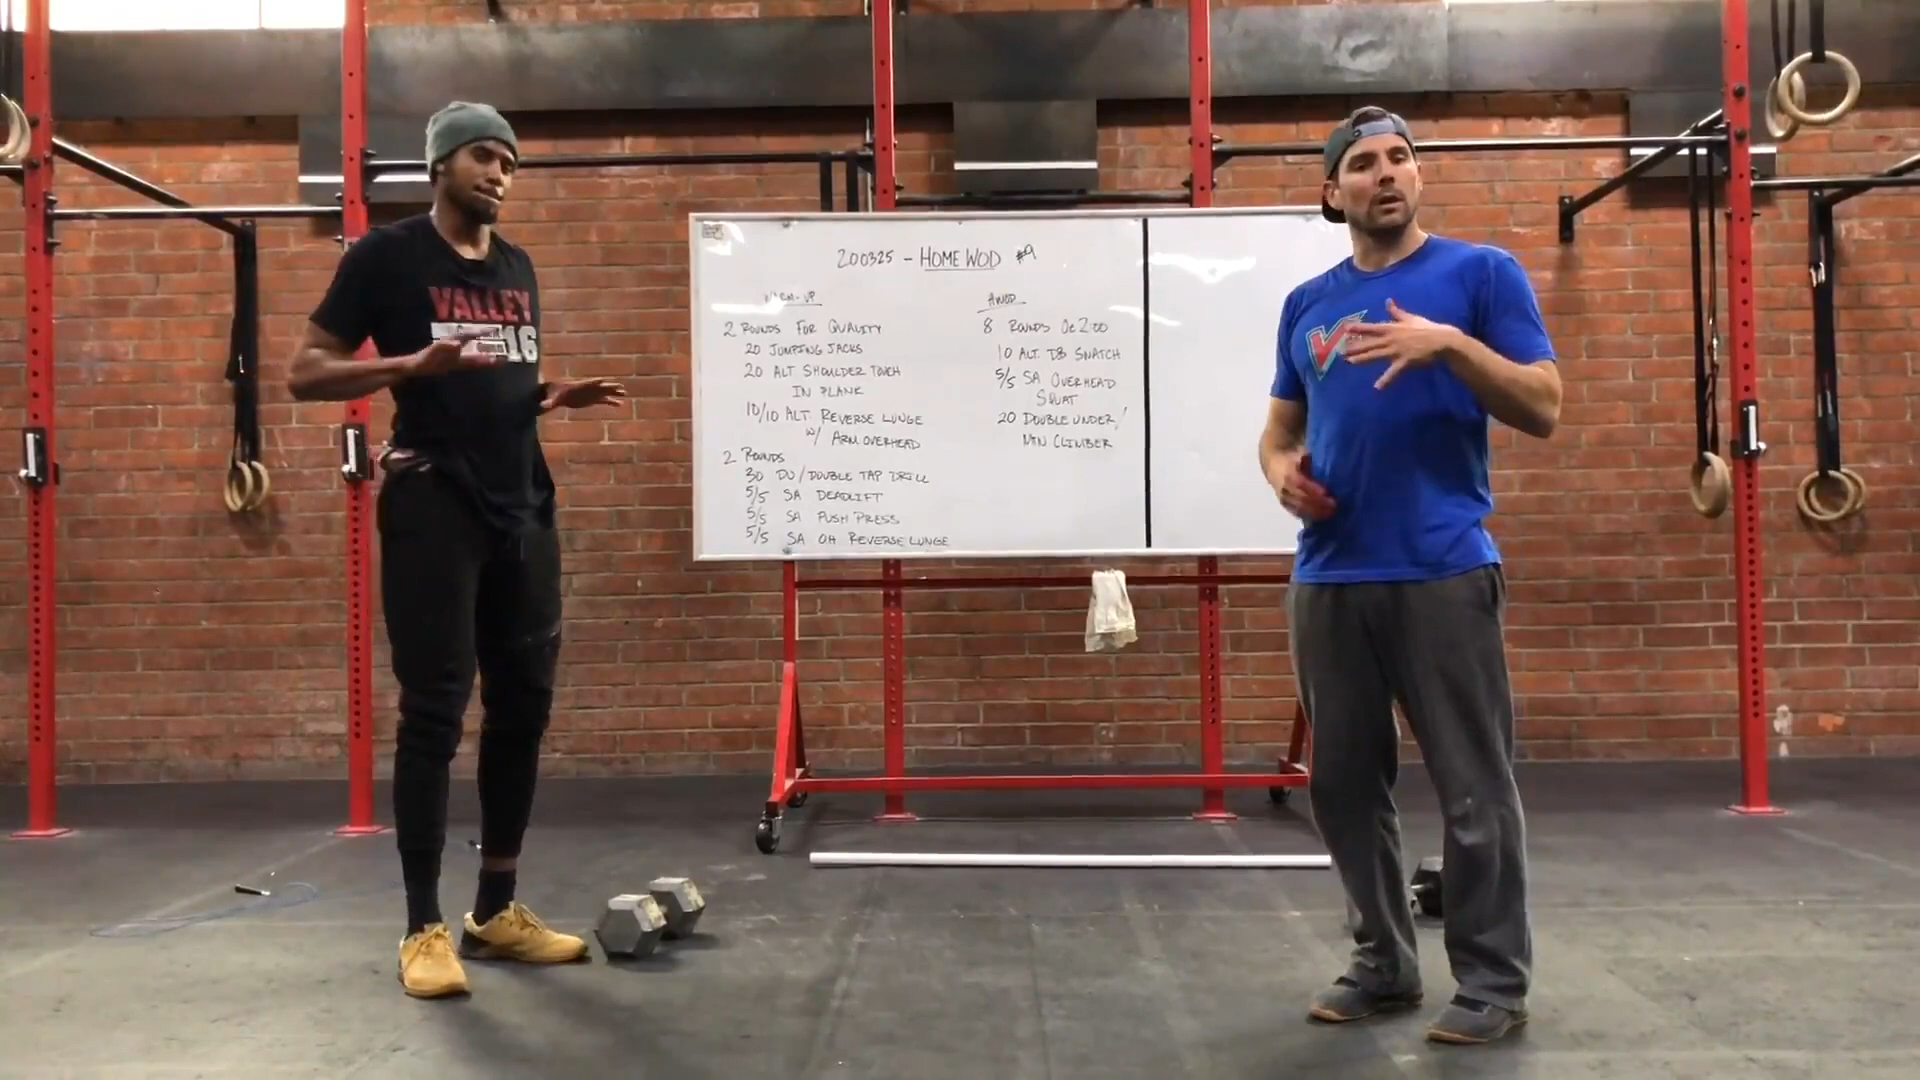 200325 - HOME WOD #9
WARM-UP
2 ROUNDS FOR QUALITY
20 JUMPING JACKS
20 ALT SHOULDER TOUCH
IN PLANK
10/10 ALT REVERSE LUNGE
W/ ARM OVERHEAD
2 ROUNDS
30 DU/DOUBLE TAP DRILL
5/5 SA DEADLIFT
5/5 SA PUSH PRESS
5/5 SA OH REVERSE LUNGE
AWOD
8 ROUNDS OC 2:00
10 ALT DB SNATCH
5/5 SA OVERHEAD
SQUAT
20 DOUBLE UNDER/
MTN CLIMBER
VALLEY
16